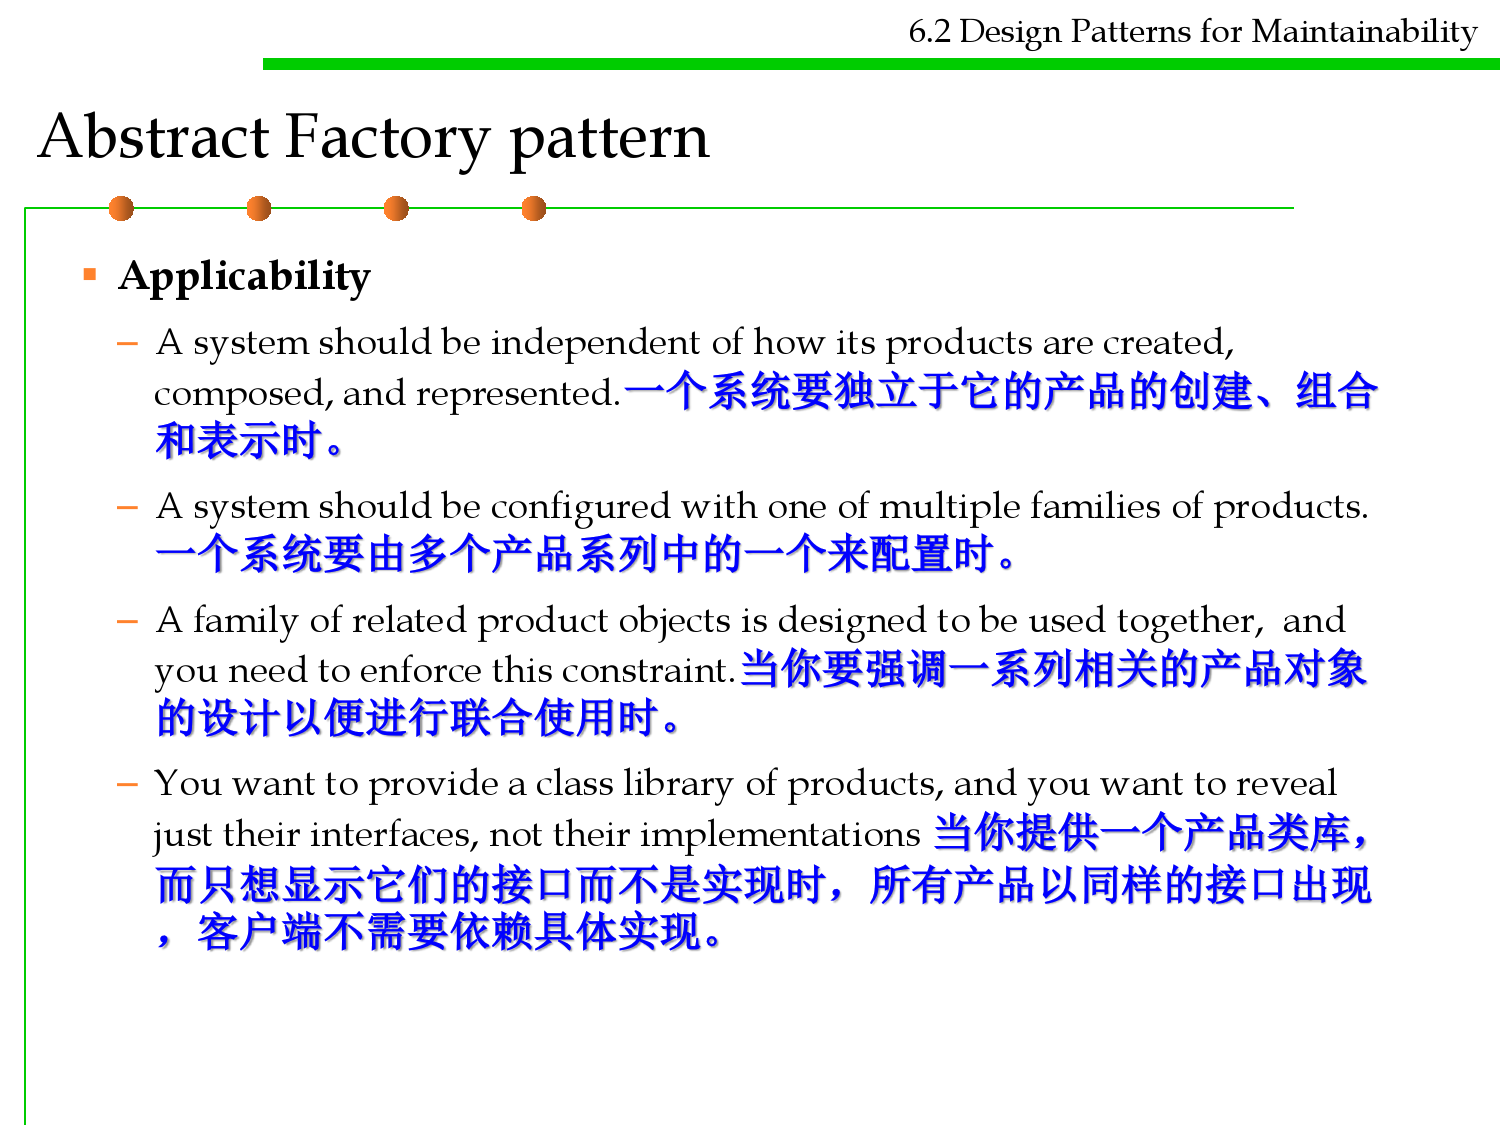 6.2 Design Patterns for Maintainability
Abstract Factory pattern
▪ Applicability
– A system should be independent of how its products are created,
composed, and represented.一个系统要独立于它的产品的创建、组合
和表示时。
– A system should be configured with one of multiple families of products.
一个系统要由多个产品系列中的一个来配置时。
– A family of related product objects is designed to be used together,  and
you need to enforce this constraint.当你要强调一系列相关的产品对象
的设计以便进行联合使用时。
– You want to provide a class library of products, and you want to reveal
just their interfaces, not their implementations 当你提供一个产品类库，
而只想显示它们的接口而不是实现时，所有产品以同样的接口出现
，客户端不需要依赖具体实现。